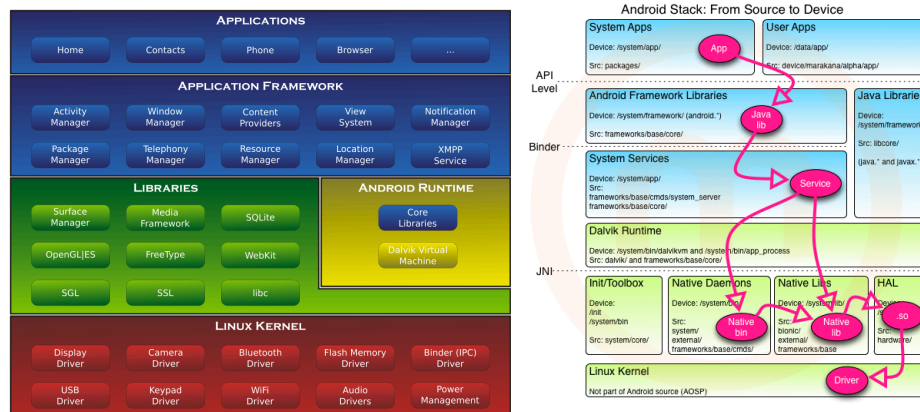 APPLICATIONS
Home
Contacts
Phone
Browser
...
APPLICATION FRAMEWORK
Activity
Manager
Window
Manager
Content
Providers
View
System
Notification
Manager
Package
Manager
Telephony
Manager
Resource
Manager
Location
Manager
XMPP
Service
LIBRARIES
Surface
Manager
Media
Framework
SQLite
OpenGL|ES
FreeType
WebKit
SGL
SSL
libc
ANDROID RUNTIME
Core
Libraries
Dalvik Virtual
Machine
LINUX KERNEL
Display
Driver
Camera
Driver
Bluetooth
Driver
Flash Memory
Driver
Binder (IPC)
Driver
USB
Driver
Keypad
Driver
WiFi
Driver
Audio
Drivers
Power
Management
Android Stack: From Source to Device
System Apps
Device: /system/app/
Src: packages/
App
User Apps
Device: /data/app/
Src: device/marakana/alpha/app/
API
Level
Android Framework Libraries
Device: /system/framework/ (android.*)
Src: frameworks/base/core/
Java
lib
Java Librarie
Device:
/system/framework
Src: libcore/
(java.* and javax.*
Binder
System Services
Device: /system/app/
Src:
frameworks/base/cmds/system_server
frameworks/base/core/
Service
Dalvik Runtime
Device: /system/bin/dalvikvm and /system/bin/app_process
Src: dalvik/ and frameworks/base/core/
JNI
Init/Toolbox
Device:
/init
/system/bin
Src: system/core/
Native Daemons
Device: /system/bin
Src:
system/
external/
frameworks/base/cmds/
Native
bin
Native Libs
Device: /system/lib/
Src:
bionic/
external/
frameworks/base
Native
lib
HAL
.so
Src:
hardware/
Linux Kernel
Not part of Android source (AOSP)
Driver